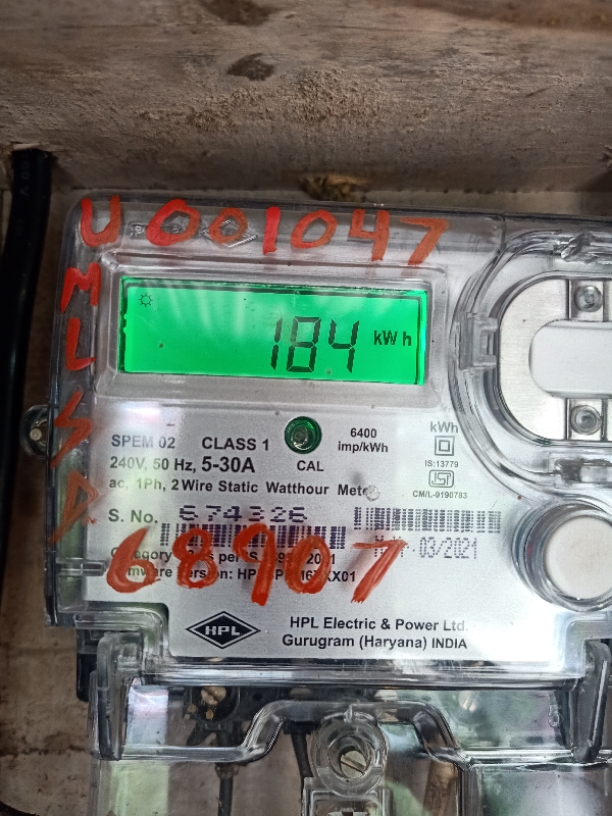 U001047
M
L
184 kWh
SPEM 02 CLASS 1
6400 imp/kWh
kWh
240V, 50 Hz, 5-30A
CAL
IS:13779
ac, 1Ph, 2 Wire Static Watthour Meter
CM/L-9190783
S. No. 674326
03/2021
68907
HPL
HPL Electric & Power Ltd.
Gurugram (Haryana) INDIA